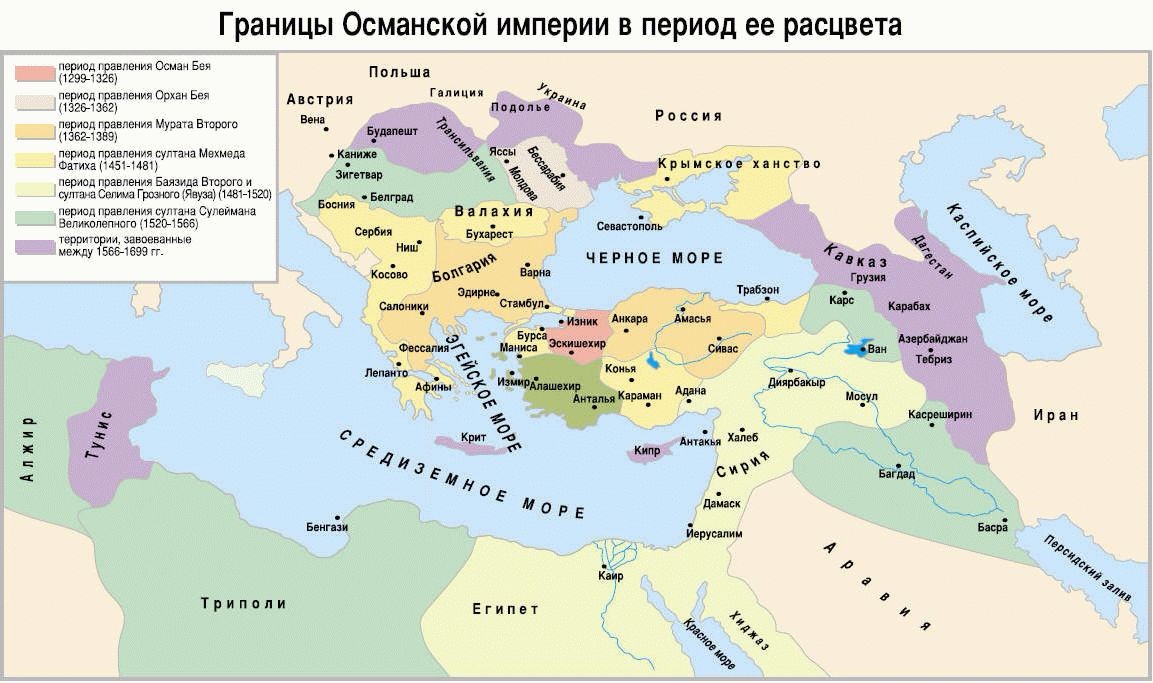 Границы Османской империи в период ее расцвета
период правления Осман Бея
(1299-1326)
период правления Орхан Бея
(1326-1362)
период правления Мурата Второго
(1362-1389)
период правления султана Мехмеда
Фатиха (1451-1481)
период правления Баязида Второго и
султана Селима Грозного (Явуза) (1481-1520)
период правления султана Сулеймана
Великолепного (1520-1566)
территории, завоеванные
между 1566-1699 гг.
Польша
Австрия
Галиция
Украина
Подолье
Россия
Вена
Будапешт
Трансильвания
Каниже
Зигетвар
Яссы
Молдова
Бессарабия
Крымское ханство
Босния
Белград
Валахия
Бухарест
Севастополь
Сербия
Ниш
Косово
Болгария
Варна
ЧЕРНОЕ МОРЕ
Кавказ
Грузия
Дагестан
Каспийское море
Эдирне
Стамбул
Салоники
Трабзон
Карс
Карабах
Изник
Анкара
Амасья
Бурса
Эскишехир
Маниса
Сивас
Ван
Азербайджан
Тебриз
Фессалия
ЭГЕЙСКОЕ МОРЕ
Лепанто
Афины
Измир
Алашехир
Анталья
Конья
Караман
Адана
Диярбакыр
Мосул
Касреширин
Иран
Алжир
Тунис
Крит
Кипр
Антакья
Халеб
Сирия
СРЕДИЗЕМНОЕ МОРЕ
Дамаск
Багдад
Басра
Бенгази
Иерусалим
Персидский залив
Каир
Аравия
Триполи
Египет
Хиджаз
Красное море